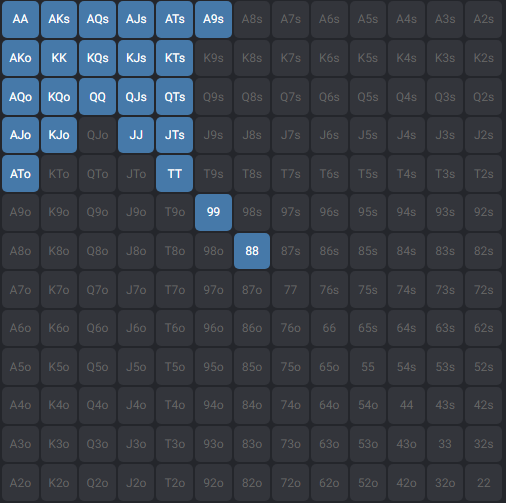 AA AKs AQs AJs ATs A9s A8s A7s A6s A5s A4s A3s A2s
AKo KK KQs KJs KTs K9s K8s K7s K6s K5s K4s K3s K2s
AQo KQo QQ QJs QTs Q9s Q8s Q7s Q6s Q5s Q4s Q3s Q2s
AJo KJo QJo JJ JTs J9s J8s J7s J6s J5s J4s J3s J2s
ATo KTo QTo JTo TT T9s T8s T7s T6s T5s T4s T3s T2s
A9o K9o Q9o J9o T9o 99 98s 97s 96s 95s 94s 93s 92s
A8o K8o Q8o J8o T8o 98o 88 87s 86s 85s 84s 83s 82s
A7o K7o Q7o J7o T7o 97o 87o 77 76s 75s 74s 73s 72s
A6o K6o Q6o J6o T6o 96o 86o 76o 66 65s 64s 63s 62s
A5o K5o Q5o J5o T5o 95o 85o 75o 65o 55 54s 53s 52s
A4o K4o Q4o J4o T4o 94o 84o 74o 64o 54o 44 43s 42s
A3o K3o Q3o J3o T3o 93o 83o 73o 63o 53o 43o 33 32s
A2o K2o Q2o J2o T2o 92o 82o 72o 62o 52o 42o 32o 22